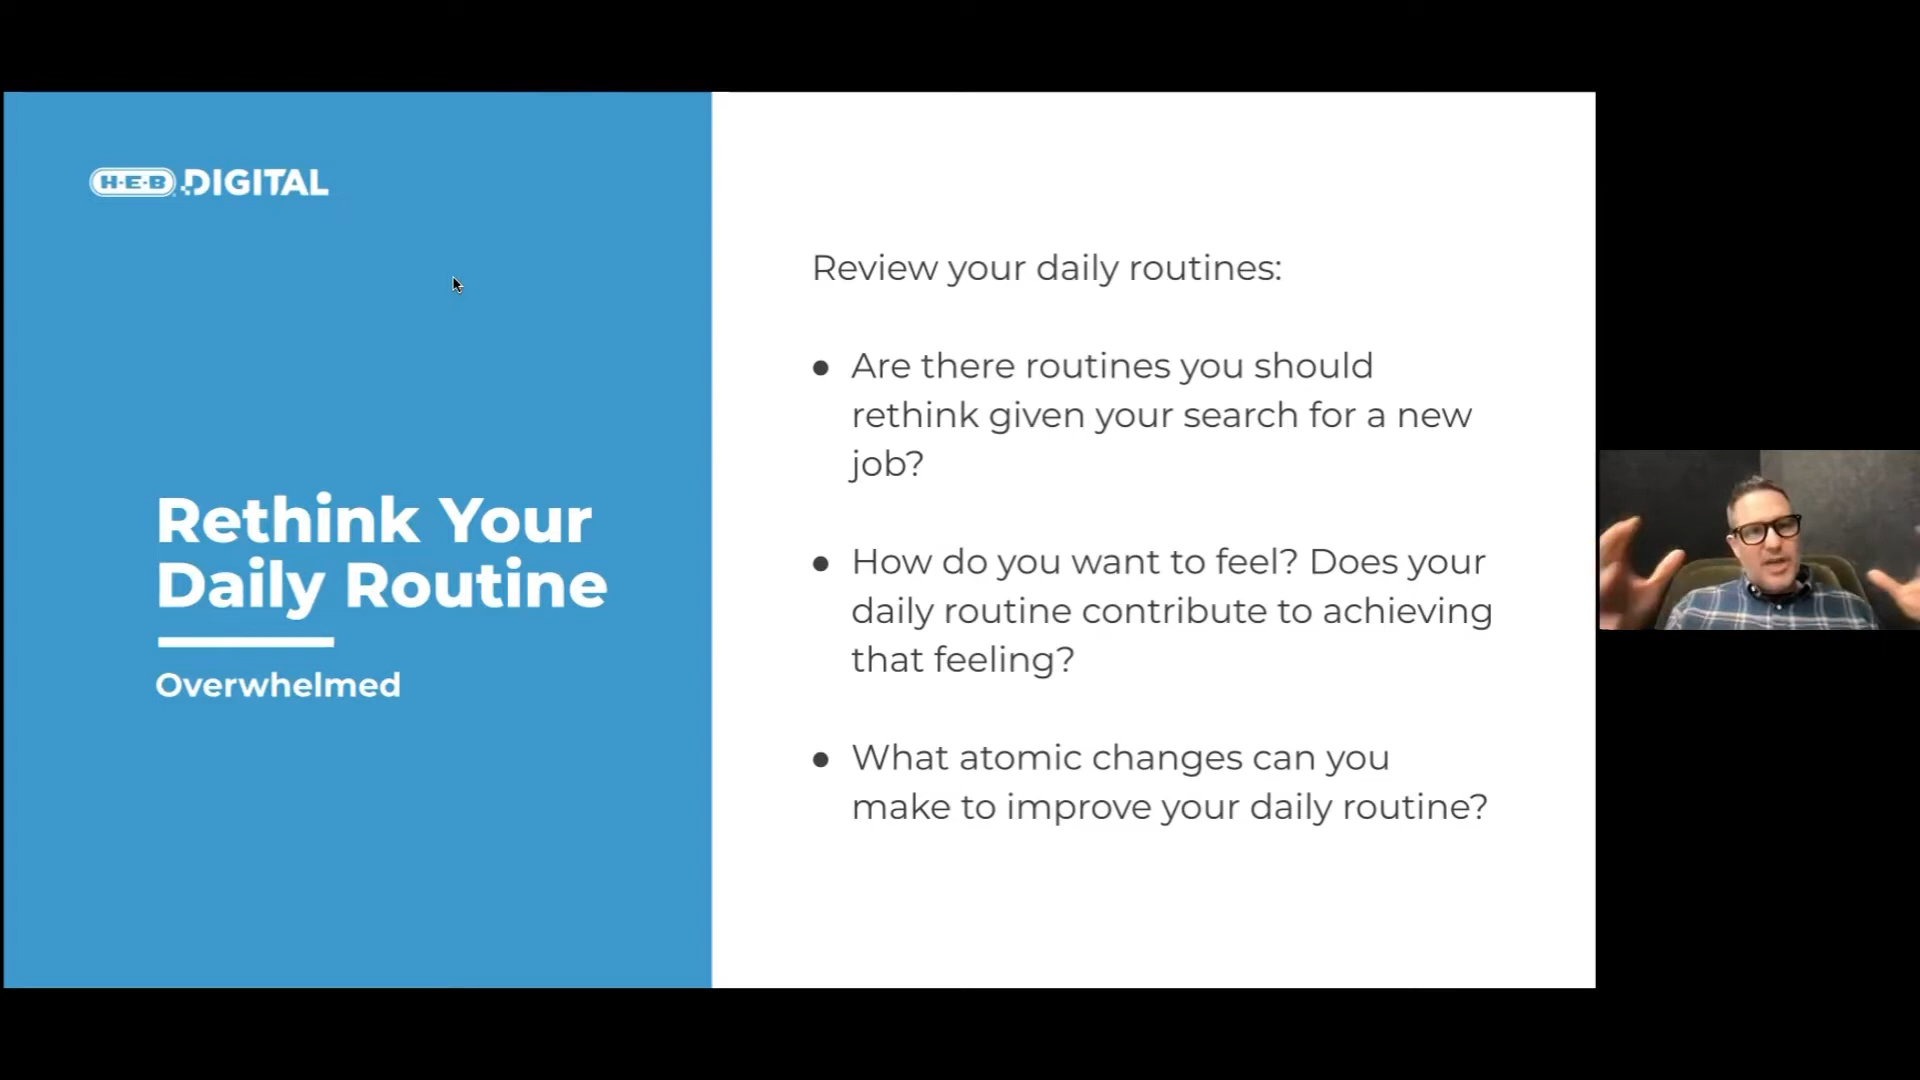 H-E-B DIGITAL
Rethink Your
Daily Routine
Overwhelmed
Review your daily routines:
● Are there routines you should
rethink given your search for a new
job?
● How do you want to feel? Does your
daily routine contribute to achieving
that feeling?
● What atomic changes can you
make to improve your daily routine?